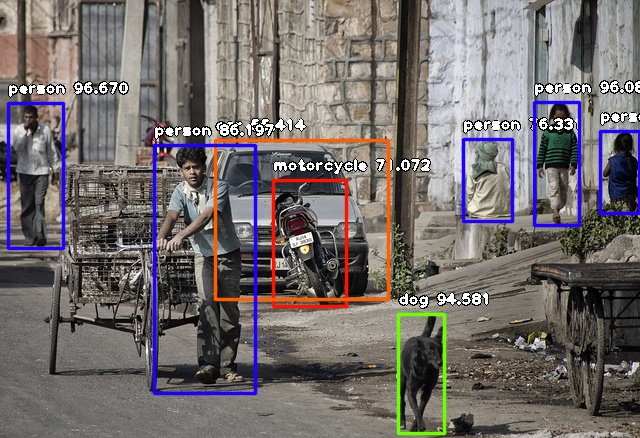 person 96.670
person 96.08
person 86.197
motorcycle 71.072
person 76.331
dog 94.581